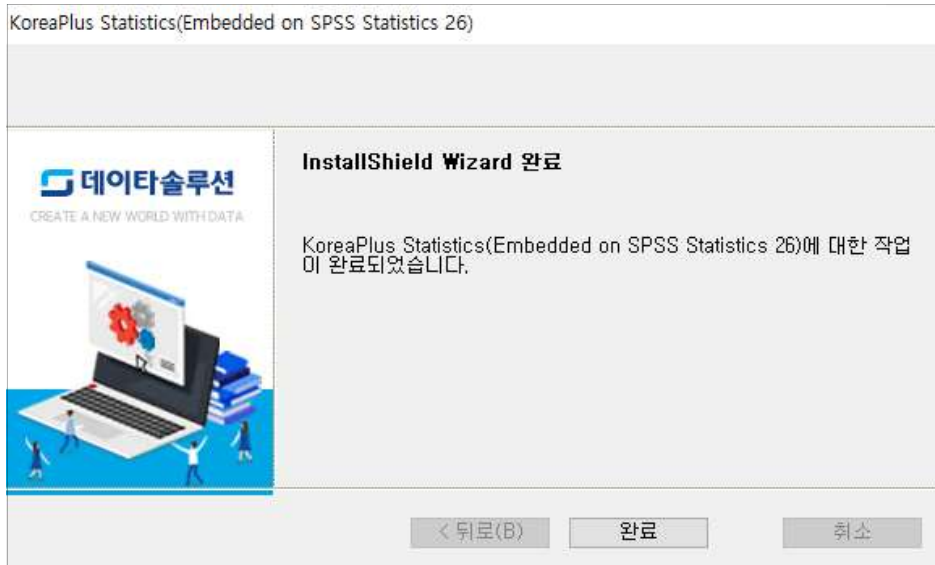 KoreaPlus Statistics(Embedded on SPSS Statistics 26)
데이타솔루션
CREATE A NEW WORLD WITH DATA
InstallShield Wizard 완료
KoreaPlus Statistics(Embedded on SPSS Statistics 26)에 대한 작업
이 완료되었습니다.
< 뒤로(B)
완료
취소